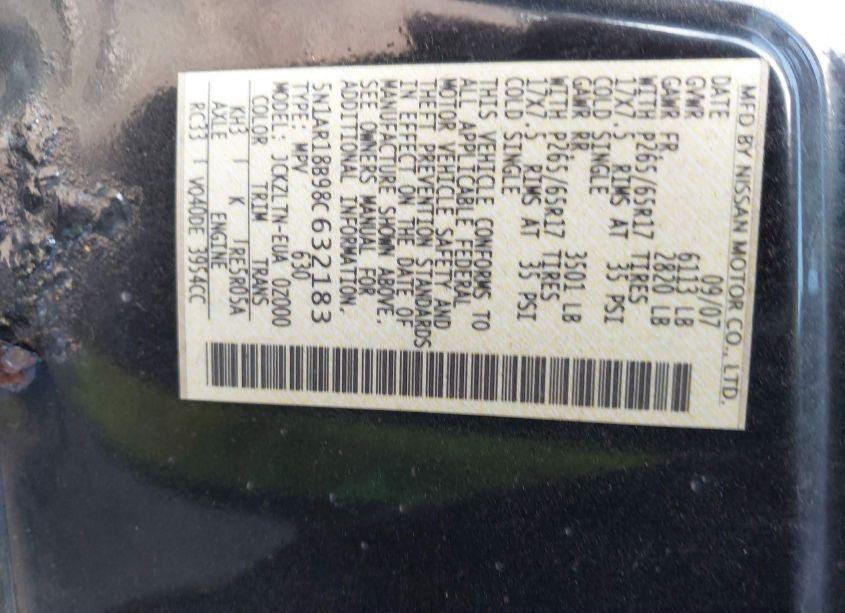 MFD BY NISSAN MOTOR CO., LTD.
DATE 09/07
GVWR 6113 LB
GAWR FR 2820 LB
WITH P265/65R17 TIRES
17X7.5 RIMS AT 35 PSI
COLD SINGLE
GAWR RR 3501 LB
WITH P265/65R17 TIRES
17X7.5 RIMS AT 35 PSI
COLD SINGLE
THIS VEHICLE CONFORMS TO
ALL APPLICABLE FEDERAL
MOTOR VEHICLE SAFETY AND
THEFT PREVENTION STANDARDS
IN EFFECT ON THE DATE OF
MANUFACTURE SHOWN ABOVE.
SEE OWNERS MANUAL FOR
ADDITIONAL INFORMATION.
5N1AR18B98C632183
TYPE: MPV 630
MODEL: JCKZLTN-EUA 02000
COLOR TRIM TRANS
KH3 | K JRE5R05A
AXLE ENGINE
RC33 | VQ40DE 3954CC